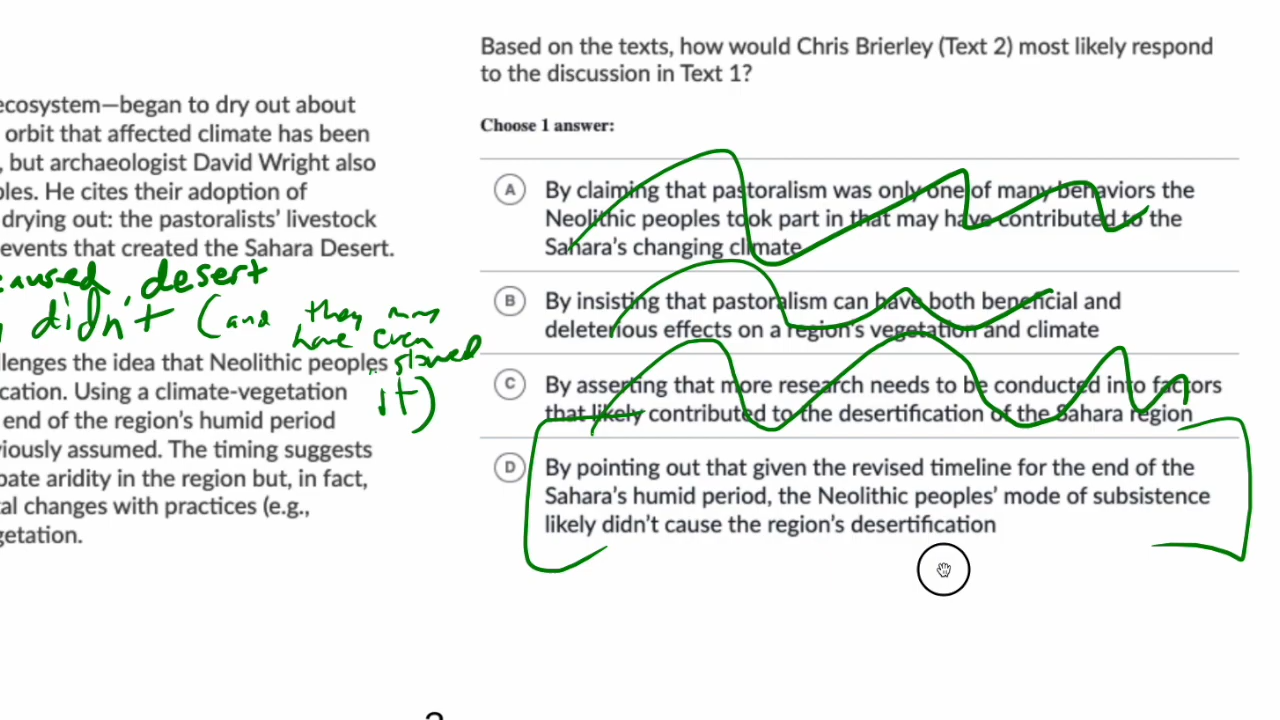 ecosystem—began to dry out about
orbit that affected climate has been
, but archaeologist David Wright also
ples. He cites their adoption of
drying out: the pastoralists' livestock
events that created the Sahara Desert.
caused desert
didn't (and they may
have even
slowed
it)
llenges the idea that Neolithic peoples
cation. Using a climate-vegetation
end of the region's humid period
viously assumed. The timing suggests
pate aridity in the region but, in fact,
tal changes with practices (e.g.,
getation.
Based on the texts, how would Chris Brierley (Text 2) most likely respond
to the discussion in Text 1?
Choose 1 answer:
A By claiming that pastoralism was only one of many behaviors the
Neolithic peoples took part in that may have contributed to the
Sahara's changing climate
B By insisting that pastoralism can have both beneficial and
deleterious effects on a region's vegetation and climate
C By asserting that more research needs to be conducted into factors
that likely contributed to the desertification of the Sahara region
D By pointing out that given the revised timeline for the end of the
Sahara's humid period, the Neolithic peoples' mode of subsistence
likely didn't cause the region's desertification